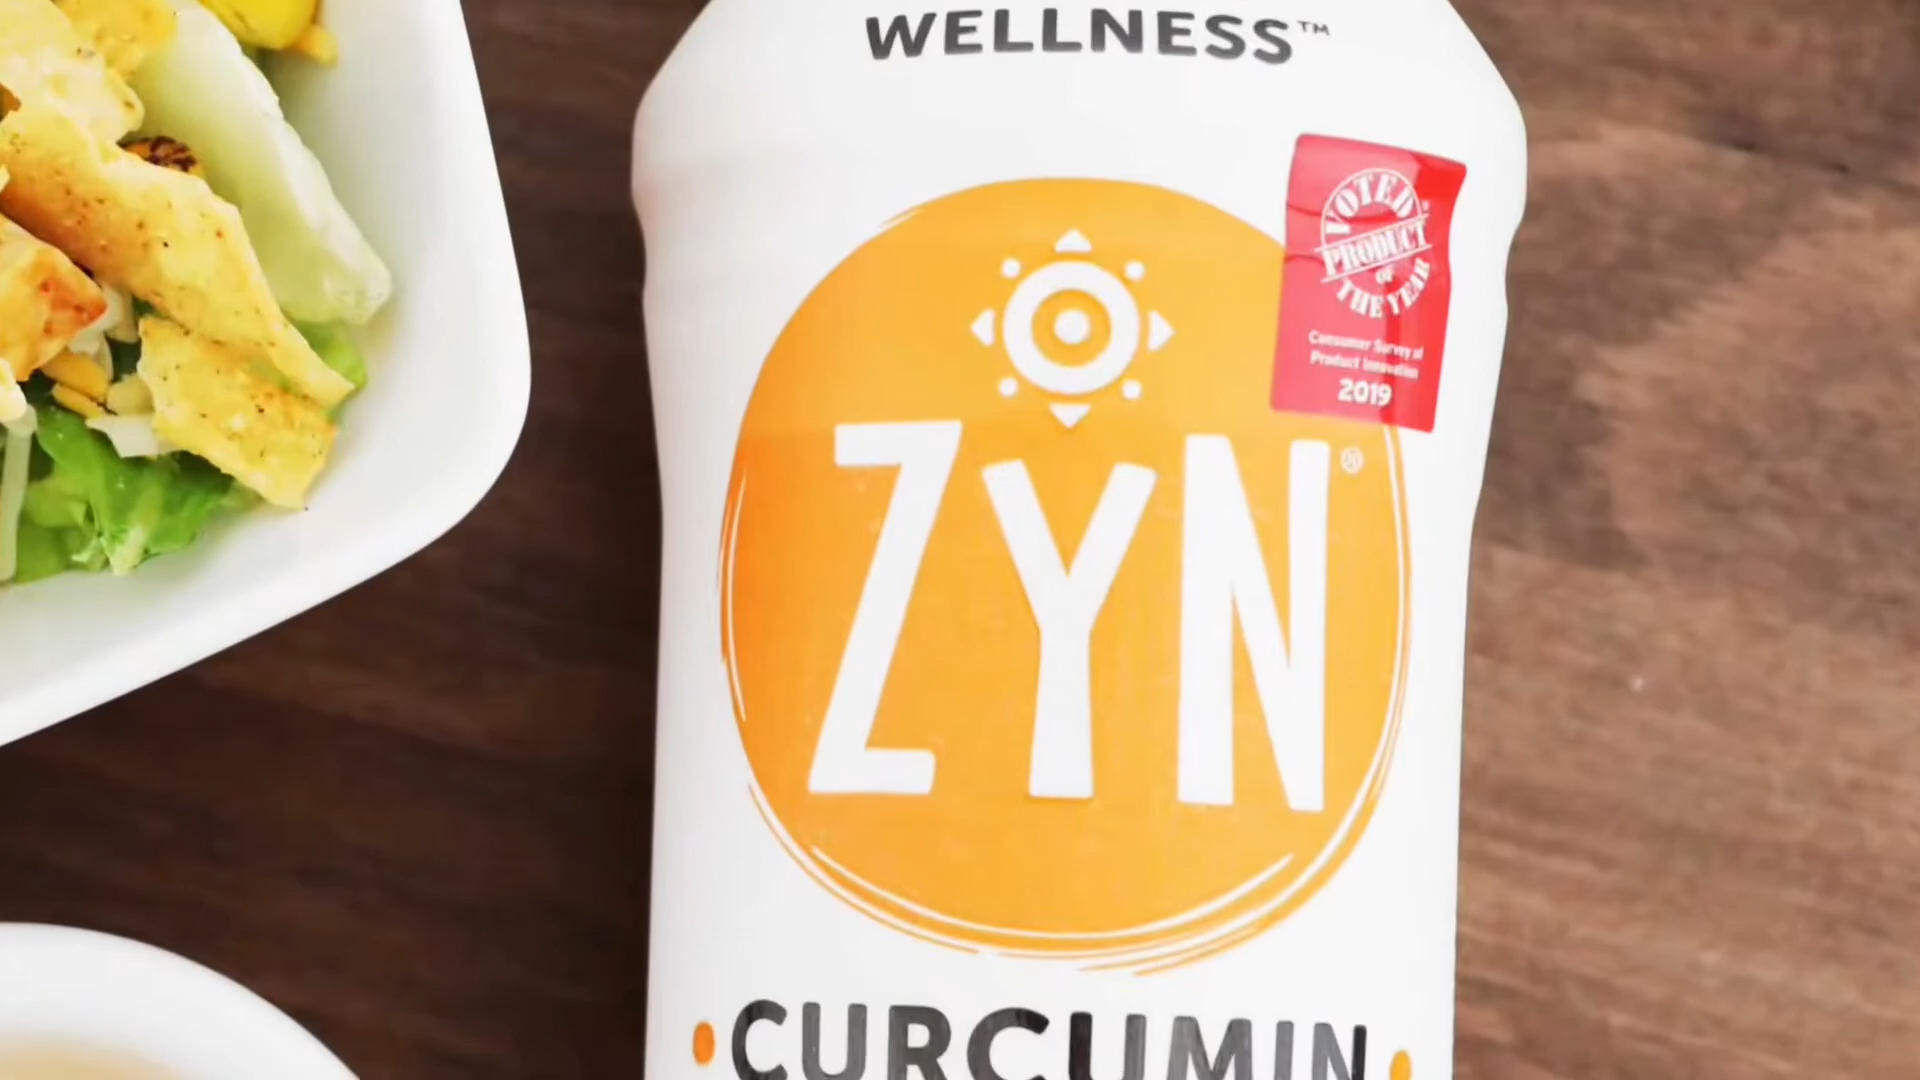 WELLNESS™
VOTED
PRODUCT
OF
THE YEAR
Consumer Survey of
Product Innovation
2019
ZYN®
• CURCUMIN •